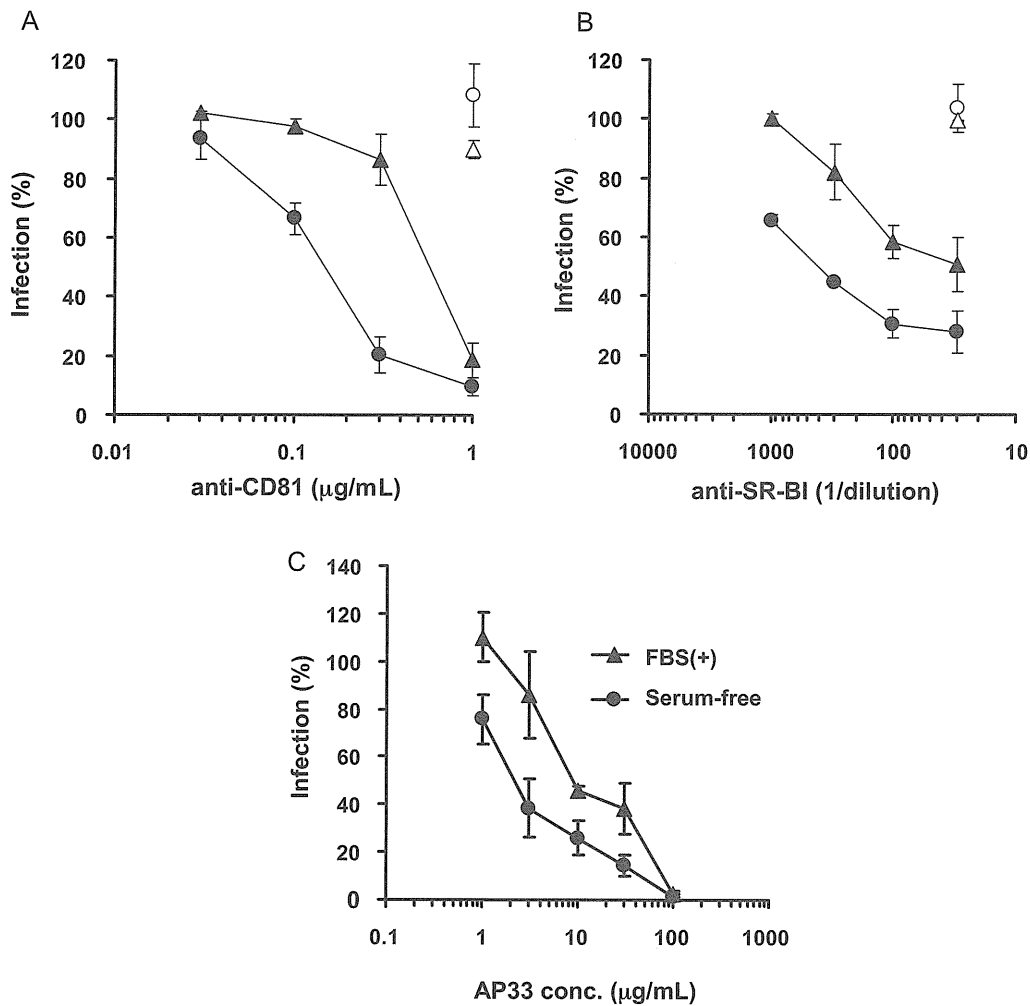 A
120
100
80
60
40
20
0
Infection (%)
0.01 0.1 1
anti-CD81 (μg/mL)
B
120
100
80
60
40
20
0
Infection (%)
10000 1000 100 10
anti-SR-BI (1/dilution)
C
140
120
100
80
60
40
20
0
Infection (%)
FBS(+)
Serum-free
0.1 1 10 100 1000
AP33 conc. (μg/mL)